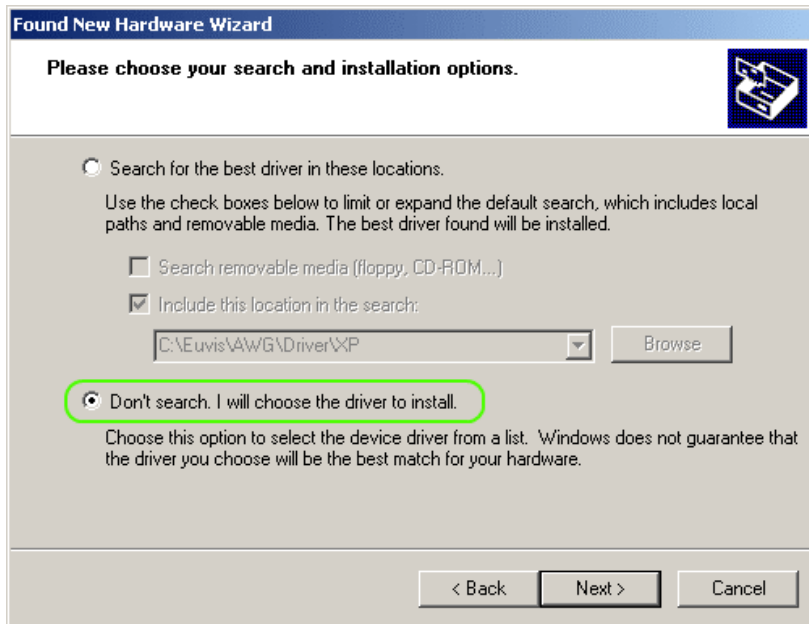 Found New Hardware Wizard
Please choose your search and installation options.
Search for the best driver in these locations.
Use the check boxes below to limit or expand the default search, which includes local
paths and removable media. The best driver found will be installed.
Search removable media (floppy, CD-ROM...)
Include this location in the search:
C:\Euvis\AWG\Driver\XP
Browse
Don't search. I will choose the driver to install.
Choose this option to select the device driver from a list. Windows does not guarantee that
the driver you choose will be the best match for your hardware.
< Back Next > Cancel